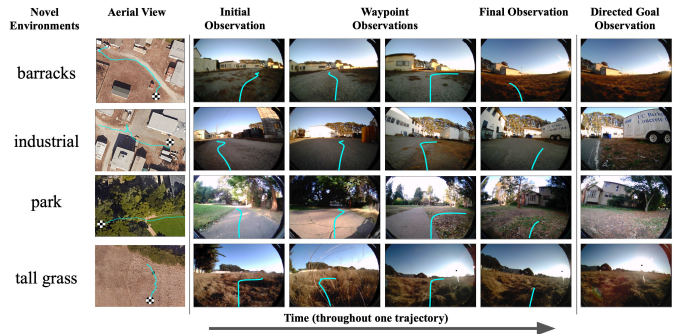 Novel
Environments
Aerial View
Initial
Observation
Waypoint
Observations
Final Observation
Directed Goal
Observation
barracks
industrial
park
tall grass
Time (throughout one trajectory)